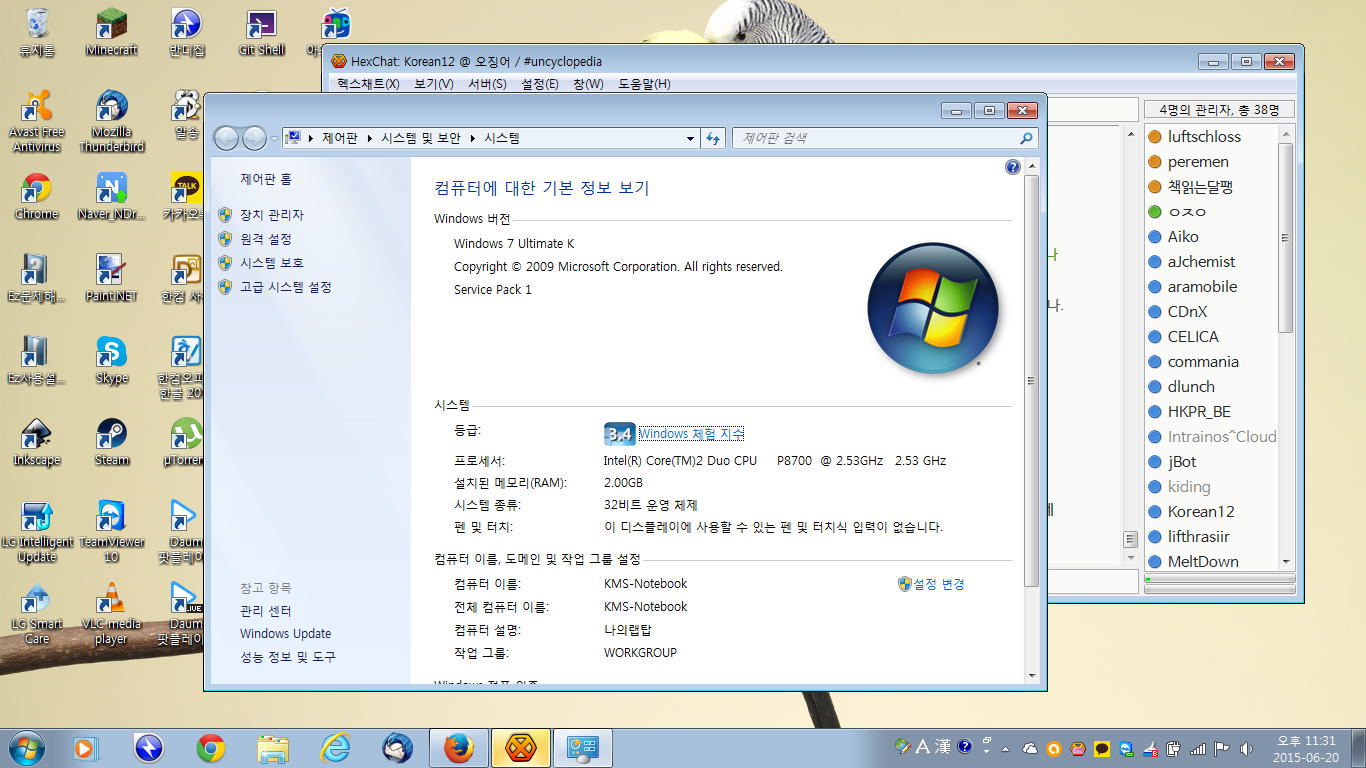 휴지통
Minecraft
반디집
Git Shell
Avast Free Antivirus
Mozilla Thunderbird
알송
Chrome
Naver_NDr...
카카오
Ez문제해...
Paint.NET
한컴 사
Ez사용설...
Skype
한컴오피
한글 20
Inkscape
Steam
µTorren
LG Intelligent Update
TeamViewer 10
Daum
팟플레이
LG Smart Care
VLC media player
Daum
팟플레이
HexChat: Korean12 @ 오징어 / #uncyclopedia
헥스채트(X) 보기(V) 서버(S) 설정(E) 창(W) 도움말(H)
4명의 관리자, 총 38명
luftschloss
peremen
책읽는달팽
ㅇㅈㅇ
Aiko
aJchemist
aramobile
CDnX
CELICA
commania
dlunch
HKPR_BE
Intrainos^Cloud
jBot
kiding
Korean12
lifthrasiir
MeltDown
제어판 시스템 및 보안 시스템
제어판 검색
제어판 홈
장치 관리자
원격 설정
시스템 보호
고급 시스템 설정
참고 항목
관리 센터
Windows Update
성능 정보 및 도구
컴퓨터에 대한 기본 정보 보기
Windows 버전
Windows 7 Ultimate K
Copyright © 2009 Microsoft Corporation. All rights reserved.
Service Pack 1
시스템
등급: 3.4 Windows 체험 지수
프로세서: Intel(R) Core(TM)2 Duo CPU P8700 @ 2.53GHz 2.53 GHz
설치된 메모리(RAM): 2.00GB
시스템 종류: 32비트 운영 체제
펜 및 터치: 이 디스플레이에 사용할 수 있는 펜 및 터치식 입력이 없습니다.
컴퓨터 이름, 도메인 및 작업 그룹 설정
컴퓨터 이름: KMS-Notebook 설정 변경
전체 컴퓨터 이름: KMS-Notebook
컴퓨터 설명: 나의랩탑
작업 그룹: WORKGROUP
A 漢
오후 11:31
2015-06-20